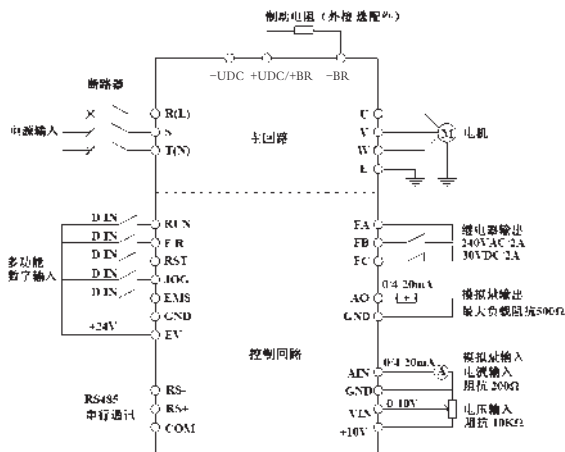 制动电阻（外接 选配件）
-UDC +UDC/+BR -BR
断路器
电源输入
R(L)
S
T(N)
主回路
U
V
W
E
M
电机
多功能
数字输入
D IN
D IN
D IN
D IN
D IN
+24V
RUN
F/R
RST
JOG
EMS
GND
EV
控制回路
FA
FB
FC
继电器输出
240VAC 2A
30VDC 2A
AO
GND
0/4-20mA
模拟量输出
最大负载阻抗500Ω
RS485
串行通讯
RS-
RS+
COM
AIN
GND
VIN
+10V
0/4-20mA
A
0-10V
模拟量输入
电流输入
阻抗 200Ω
电压输入
阻抗 10KΩ